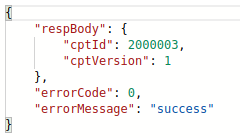 {
    "respBody": {
        "cptId": 2000003,
        "cptVersion": 1
    },
    "errorCode": 0,
    "errorMessage": "success"
}